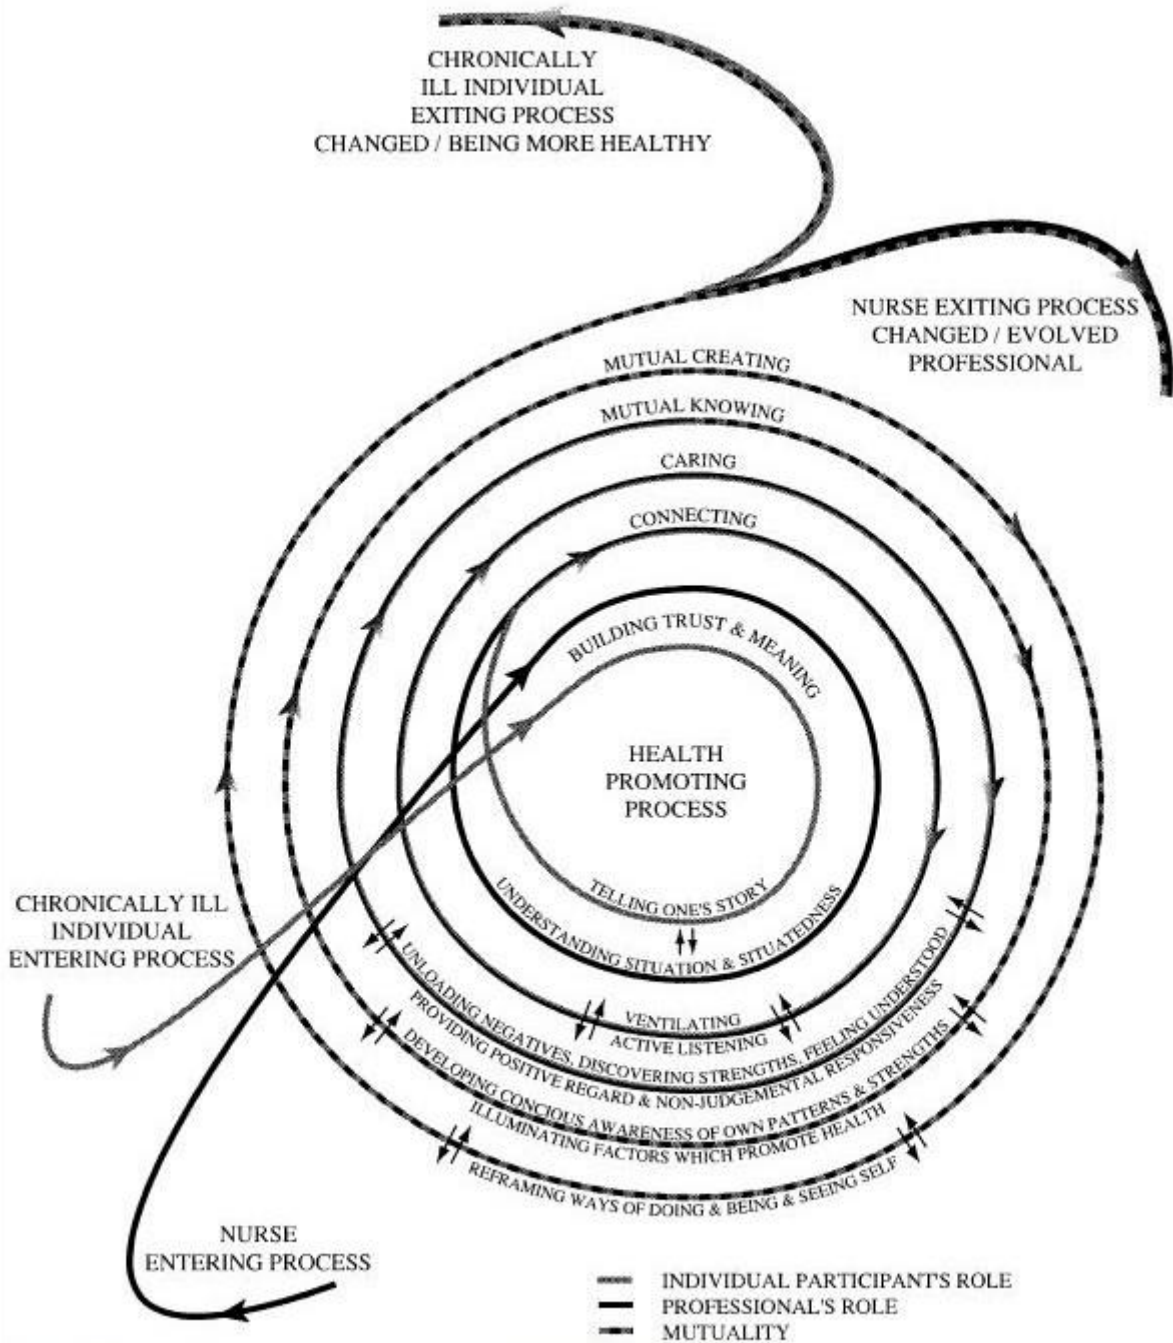 CHRONICALLY
ILL INDIVIDUAL
EXITING PROCESS
CHANGED / BEING MORE HEALTHY
NURSE EXITING PROCESS
CHANGED / EVOLVED
PROFESSIONAL
MUTUAL CREATING
MUTUAL KNOWING
CARING
CONNECTING
BUILDING TRUST & MEANING
HEALTH
PROMOTING
PROCESS
TELLING ONE'S STORY
UNDERSTANDING SITUATION & SITUATEDNESS
CHRONICALLY ILL
INDIVIDUAL
ENTERING PROCESS
VENTILATING
ACTIVE LISTENING
UNLOADING NEGATIVES, DISCOVERING STRENGTHS, FEELING UNDERSTOOD
PROVIDING POSITIVE REGARD & NON-JUDGEMENTAL RESPONSIVENESS
DEVELOPING CONCIOUS AWARENESS OF OWN PATTERNS & STRENGTHS
ILLUMINATING FACTORS WHICH PROMOTE HEALTH
REFRAMING WAYS OF DOING & BEING & SEEING SELF
NURSE
ENTERING PROCESS
INDIVIDUAL PARTICIPANT'S ROLE
PROFESSIONAL'S ROLE
MUTUALITY